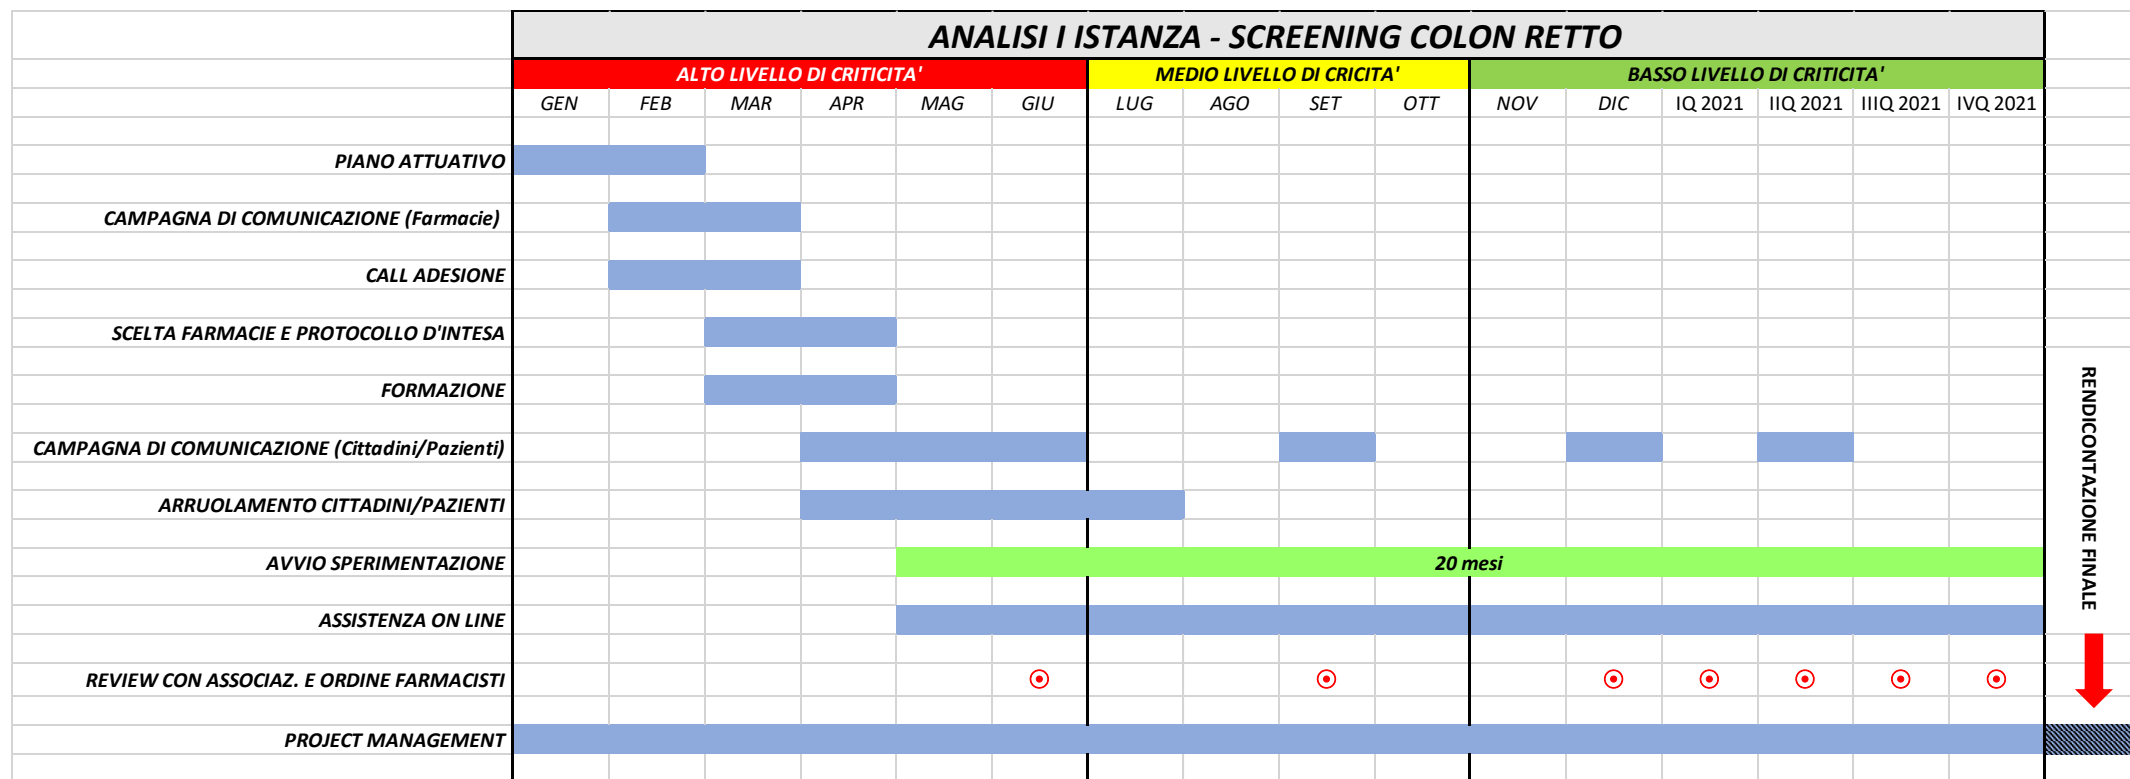 ANALISI I ISTANZA - SCREENING COLON RETTO
ALTO LIVELLO DI CRITICITA' MEDIO LIVELLO DI CRICITA' BASSO LIVELLO DI CRITICITA'
GEN FEB MAR APR MAG GIU LUG AGO SET OTT NOV DIC IQ 2021 IIQ 2021 IIIQ 2021 IVQ 2021
PIANO ATTUATIVO
CAMPAGNA DI COMUNICAZIONE (Farmacie)
CALL ADESIONE
SCELTA FARMACIE E PROTOCOLLO D'INTESA
FORMAZIONE
CAMPAGNA DI COMUNICAZIONE (Cittadini/Pazienti)
ARRUOLAMENTO CITTADINI/PAZIENTI
AVVIO SPERIMENTAZIONE 20 mesi
ASSISTENZA ON LINE
REVIEW CON ASSOCIAZ. E ORDINE FARMACISTI
PROJECT MANAGEMENT
RENDICONTAZIONE FINALE